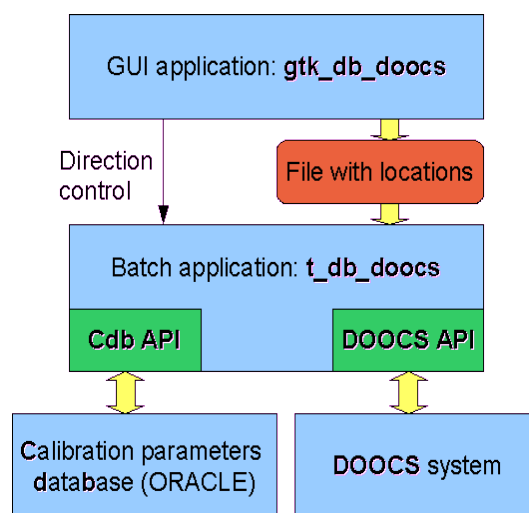 GUI application: gtk_db_doocs
Direction
control
File with locations
Batch application: t_db_doocs
Cdb API
DOOCS API
Calibration parameters
database (ORACLE)
DOOCS system